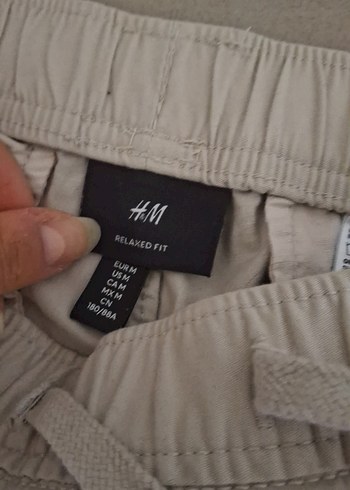 H&M
RELAXED FIT
EUR M
US M
CA M
MX M
CN
180/88A